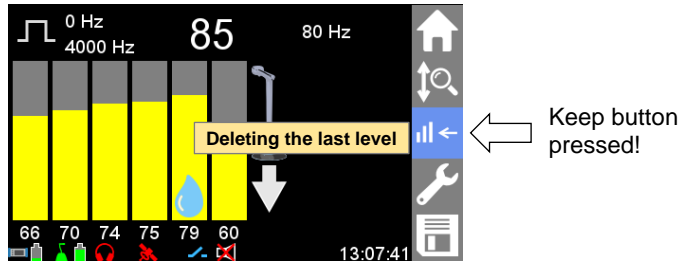 0 Hz
4000 Hz
85
80 Hz
Deleting the last level
Keep button
pressed!
66 70 74 75 79 60
13:07:41